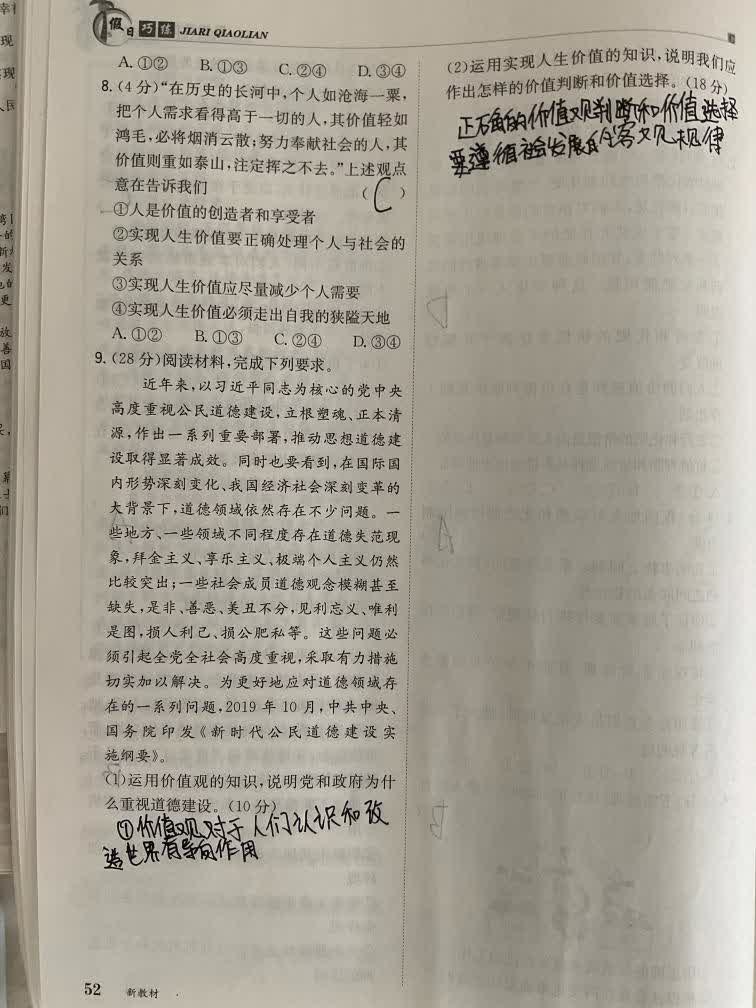 假日巧练 JIARI QIAOLIAN
A.①② B.①③ C.②④ D.③④
8.(4分)“在历史的长河中,个人如沧海一粟,
把个人需求看得高于一切的人,其价值轻如
鸿毛,必将烟消云散;努力奉献社会的人,其
价值则重如泰山,注定挥之不去。”上述观点
意在告诉我们 ( C )
①人是价值的创造者和享受者
②实现人生价值要正确处理个人与社会的
关系
③实现人生价值应尽量减少个人需要
④实现人生价值必须走出自我的狭隘天地
A.①② B.①③ C.②④ D.③④
9.(28分)阅读材料,完成下列要求。
近年来,以习近平同志为核心的党中央
高度重视公民道德建设,立根塑魂、正本清
源,作出一系列重要部署,推动思想道德建
设取得显著成效。同时也要看到,在国际国
内形势深刻变化、我国经济社会深刻变革的
大背景下,道德领域依然存在不少问题。一
些地方、一些领域不同程度存在道德失范现
象,拜金主义、享乐主义、极端个人主义仍然
比较突出;一些社会成员道德观念模糊甚至
缺失,是非、善恶、美丑不分,见利忘义、唯利
是图,损人利己、损公肥私等。这些问题必
须引起全党全社会高度重视,采取有力措施
切实加以解决。为更好地应对道德领域存
在的一系列问题,2019年10月,中共中央、
国务院印发《新时代公民道德建设实
施纲要》。
(1)运用价值观的知识,说明党和政府为什
么重视道德建设。(10分)
①价值观对于人们认识和改
造世界有导向作用
52 新教材
(2)运用实现人生价值的知识,说明我们应
作出怎样的价值判断和价值选择。(18分)
正确的价值观判断和价值选择
要遵循社会发展的客观规律